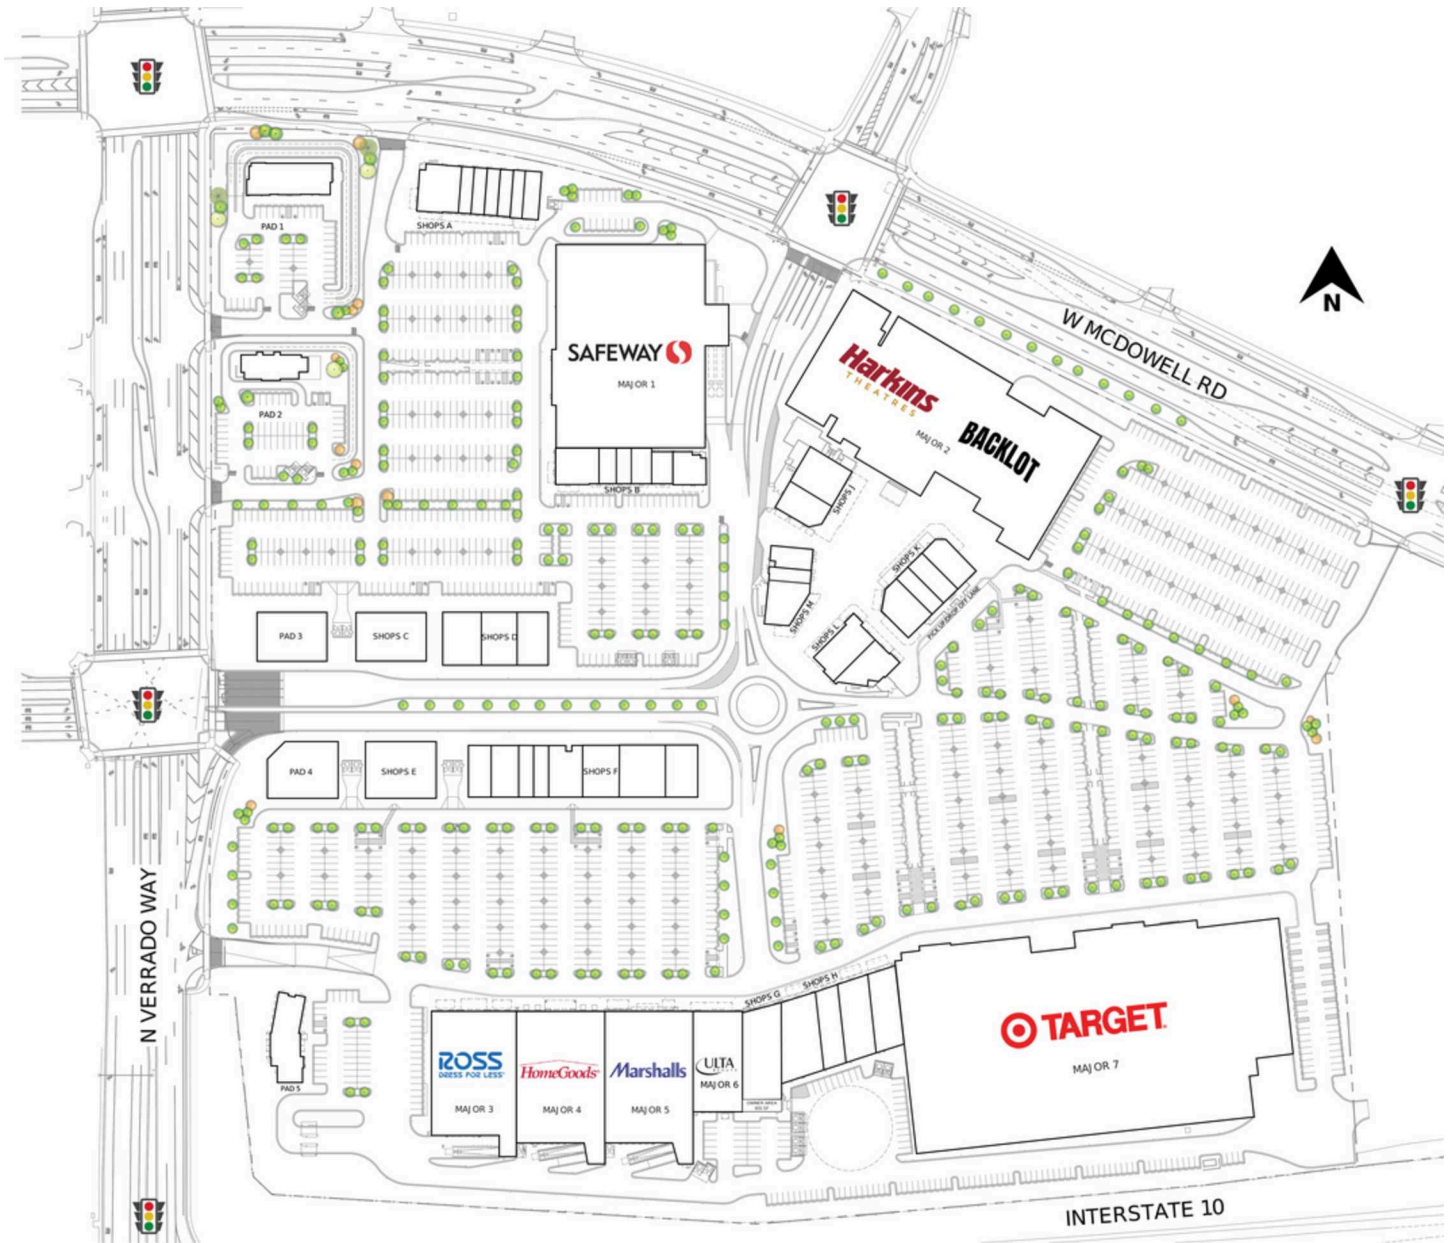 PAD 1
SHOPS A
N
W MCDOWELL RD
SAFEWAY
MAJOR 1
Harkins
THEATRES
MAJOR 2
BACKLOT
PAD 2
SHOPS B
SHOPS J
SHOPS K
SHOPS M
SHOPS L
PICK UP/DROP OFF LANE
PAD 3
SHOPS C
SHOPS D
PAD 4
SHOPS E
SHOPS F
N VERRADO WAY
SHOPS G
SHOPS H
ROSS
DRESS FOR LESS
MAJOR 3
HomeGoods
MAJOR 4
Marshalls
MAJOR 5
ULTA
MAJOR 6
TARGET
MAJOR 7
PAD 5
INTERSTATE 10